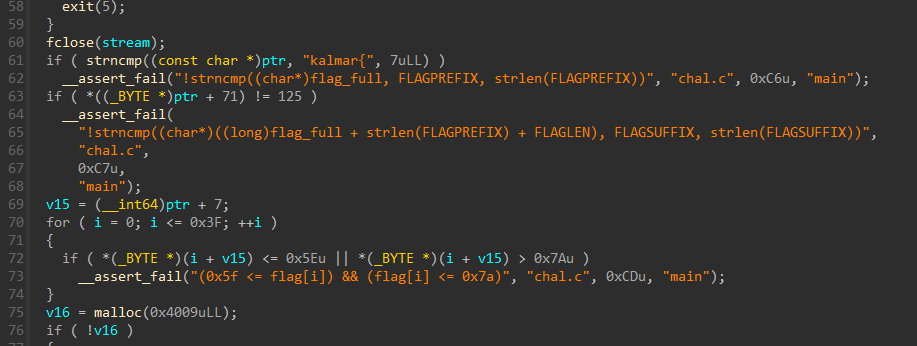 58 exit(5);
59 }
60 fclose(stream);
61 if ( strncmp((const char *)ptr, "kalmar{", 7uLL) )
62 __assert_fail("!strncmp((char*)flag_full, FLAGPREFIX, strlen(FLAGPREFIX))", "chal.c", 0xC6u, "main");
63 if ( *((_BYTE *)ptr + 71) != 125 )
64 __assert_fail(
65 "!strncmp((char*)((long)flag_full + strlen(FLAGPREFIX) + FLAGLEN), FLAGSUFFIX, strlen(FLAGSUFFIX))",
66 "chal.c",
67 0xC7u,
68 "main");
69 v15 = (__int64)ptr + 7;
70 for ( i = 0; i <= 0x3F; ++i )
71 {
72 if ( *(_BYTE *)(i + v15) <= 0x5Eu || *(_BYTE *)(i + v15) > 0x7Au )
73 __assert_fail("(0x5f <= flag[i]) && (flag[i] <= 0x7a)", "chal.c", 0xCDu, "main");
74 }
75 v16 = malloc(0x4009uLL);
76 if ( !v16 )